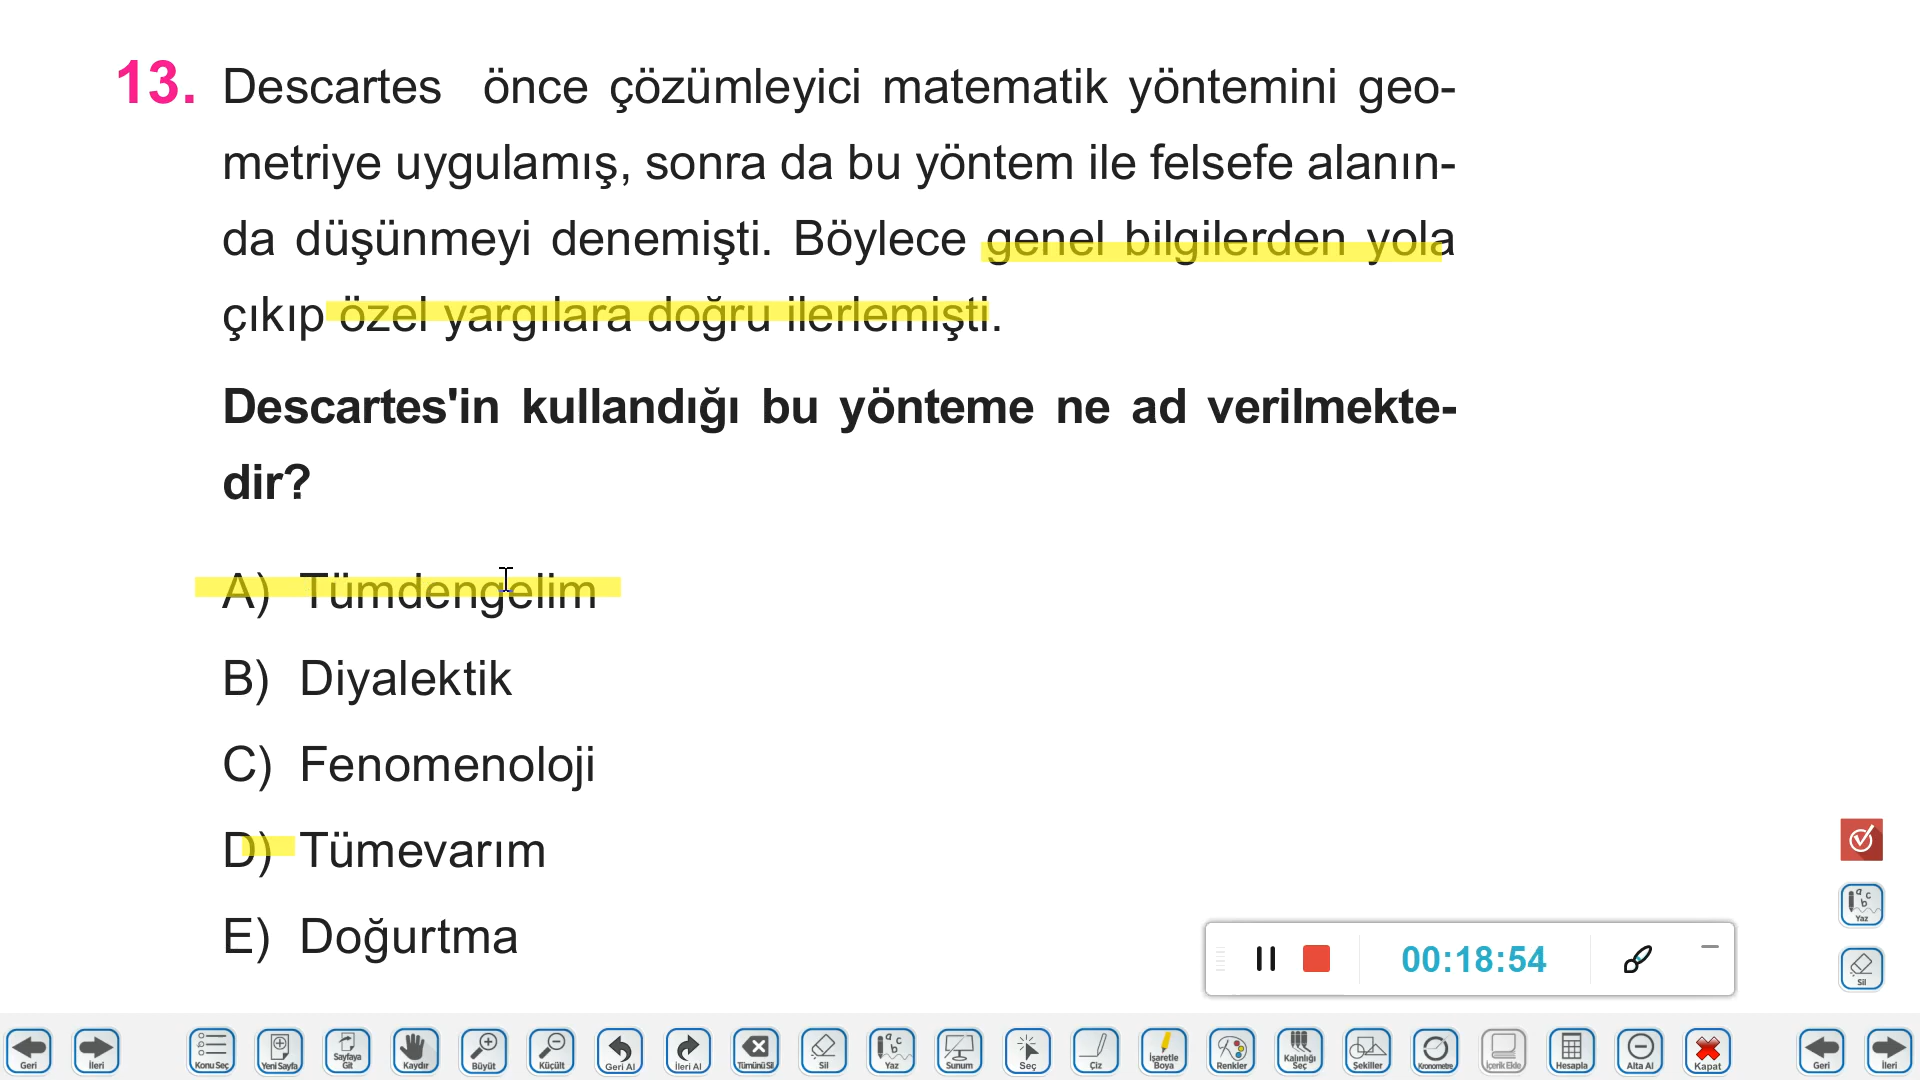 13. Descartes önce çözümleyici matematik yöntemini geo-
metriye uygulamış, sonra da bu yöntem ile felsefe alanın-
da düşünmeyi denemişti. Böylece genel bilgilerden yola
çıkıp özel yargılara doğru ilerlemişti.
Descartes'in kullandığı bu yönteme ne ad verilmekte-
dir?
A) Tümdengelim
B) Diyalektik
C) Fenomenoloji
D) Tümevarım
E) Doğurtma
Yaz
00:18:54
Sil
Geri İleri Konu Seç Yeni Sayfa Sayfaya Git Kaydır Büyüt Küçült Geri Al İleri Al Tümünü Sil Sil Yaz Sunum Seç Çiz İşaretle Boya Renkler Kalınlığı Seç Şekiller Kronometre İçerik Ekle Hesapla Alta Al Kapat Geri İleri